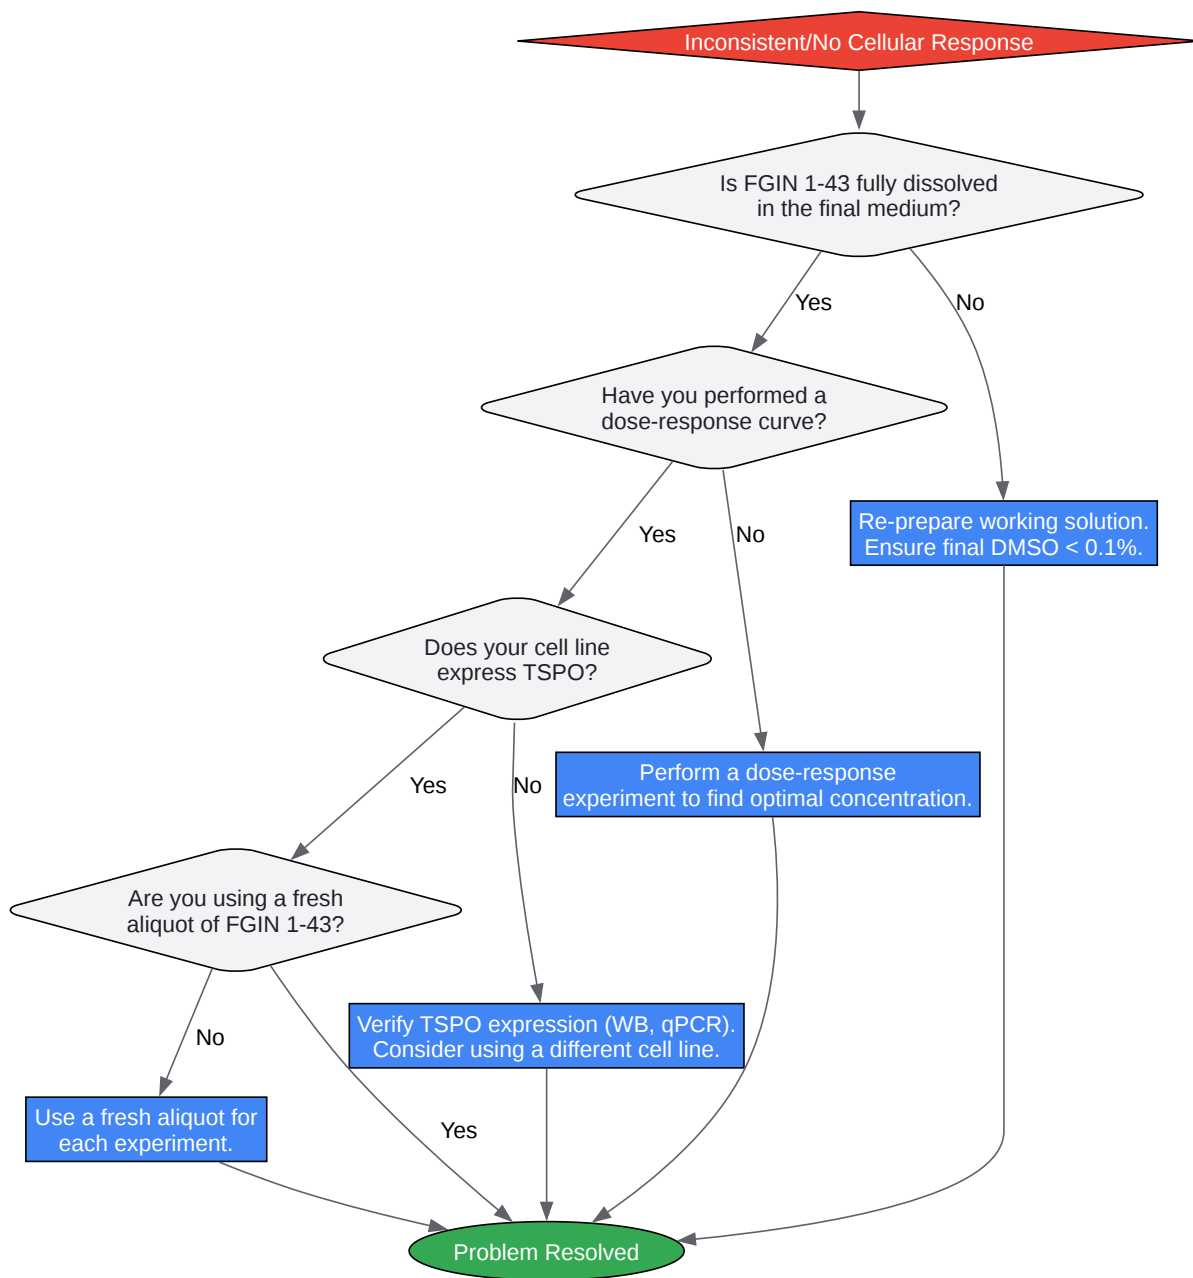 Inconsistent/No Cellular Response
Is FGIN 1-43 fully dissolved
in the final medium?
Yes
No
Have you performed a
dose-response curve?
Yes
No
Re-prepare working solution.
Ensure final DMSO < 0.1%.
Does your cell line
express TSPO?
Yes
No
Perform a dose-response
experiment to find optimal concentration.
Are you using a fresh
aliquot of FGIN 1-43?
No
Yes
Verify TSPO expression (WB, qPCR).
Consider using a different cell line.
Use a fresh aliquot for
each experiment.
Problem Resolved